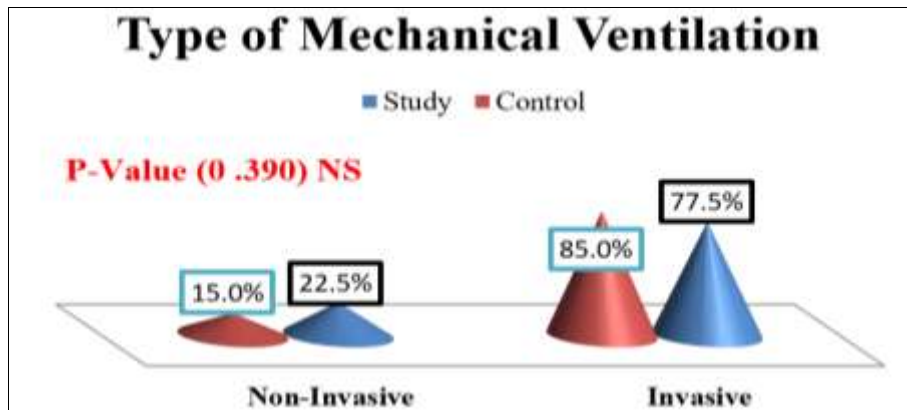 Type of Mechanical Ventilation
Study Control
P-Value (0 .390) NS
77.5%
85.0%
15.0% 22.5%
Non-Invasive Invasive